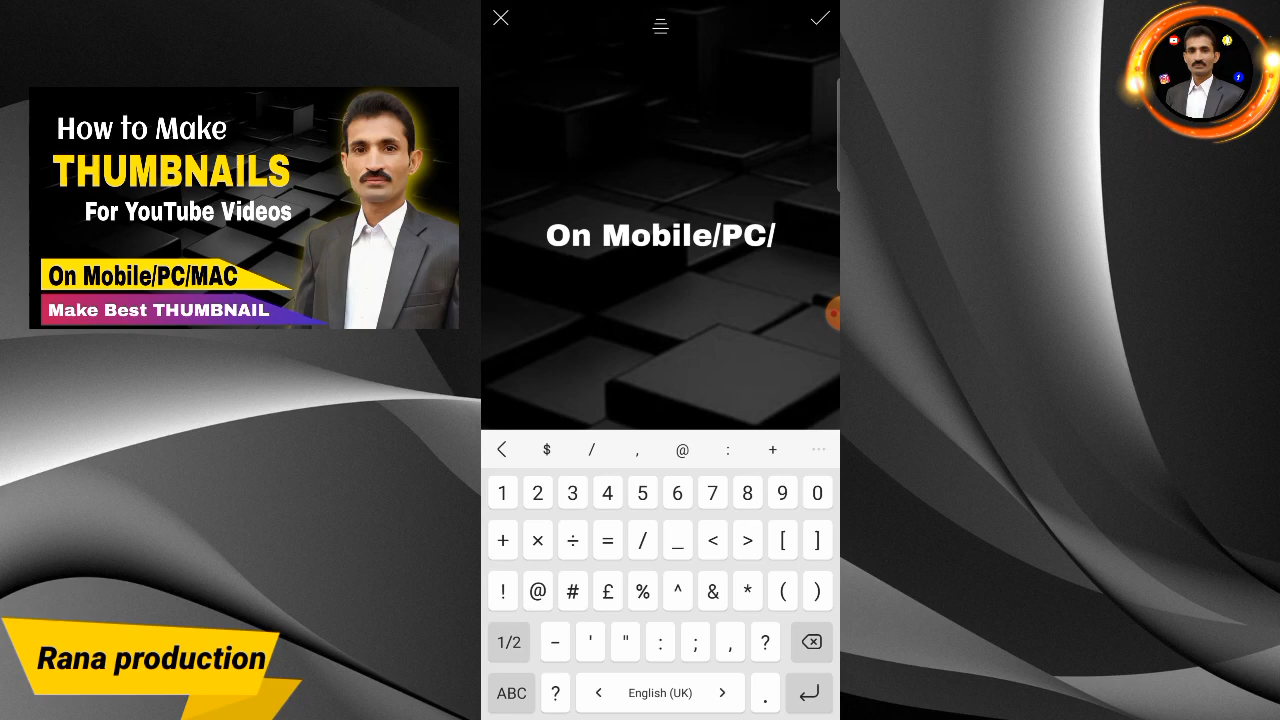 How to Make
THUMBNAILS
For YouTube Videos
On Mobile/PC/MAC
Make Best THUMBNAIL
Rana production
On Mobile/PC/
$ / , @ : + ...
1 2 3 4 5 6 7 8 9 0
+ × ÷ = / _ < > [ ]
! @ # £ % ^ & * ( )
1/2 - ' " : ; , ?
ABC ? < English (UK) > .